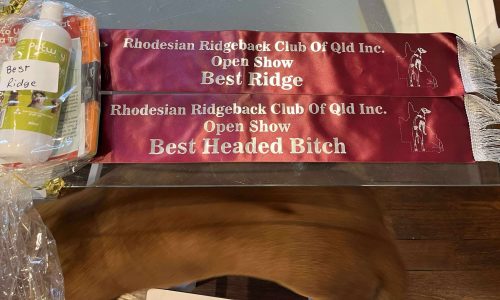 Best
Ridge
Rhodesian Ridgeback Club Of Qld Inc.
Open Show
Best Ridge
Rhodesian Ridgeback Club Of Qld Inc.
Open Show
Best Headed Bitch